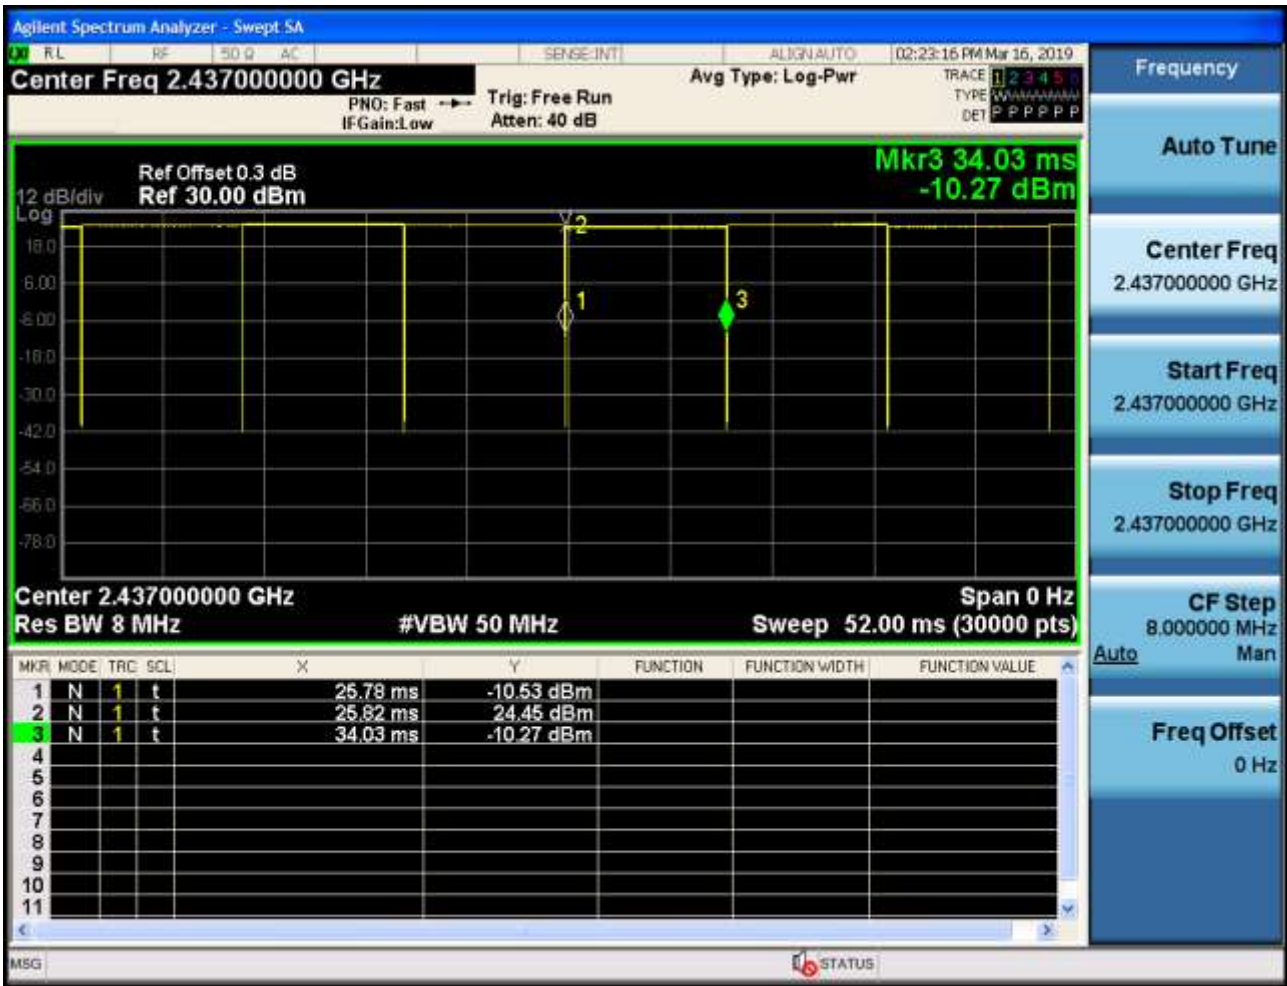 Agilent Spectrum Analyzer - Swept SA
LXI RL RF 50 Ω AC SENSE:INT ALIGNAUTO 02:23:16 PM Mar 16, 2019
Center Freq 2.437000000 GHz
PNO: Fast
IFGain:Low
Trig: Free Run
Atten: 40 dB
Avg Type: Log-Pwr
TRACE 1 2 3 4 5 6
TYPE
DET P P P P P P
Ref Offset 0.3 dB
12 dB/div Ref 30.00 dBm
Log
Mkr3 34.03 ms
-10.27 dBm
18.0
6.00
-6.00
-18.0
-30.0
-42.0
-54.0
-66.0
-78.0
2
1
3
Center 2.437000000 GHz Span 0 Hz
Res BW 8 MHz #VBW 50 MHz Sweep 52.00 ms (30000 pts)
MKR MODE TRC SCL X Y FUNCTION FUNCTION WIDTH FUNCTION VALUE
1 N 1 t 25.78 ms -10.53 dBm
2 N 1 t 25.82 ms 24.45 dBm
3 N 1 t 34.03 ms -10.27 dBm
4
5
6
7
8
9
10
11
MSG STATUS
Frequency
Auto Tune
Center Freq
2.437000000 GHz
Start Freq
2.437000000 GHz
Stop Freq
2.437000000 GHz
CF Step
8.000000 MHz
Auto Man
Freq Offset
0 Hz